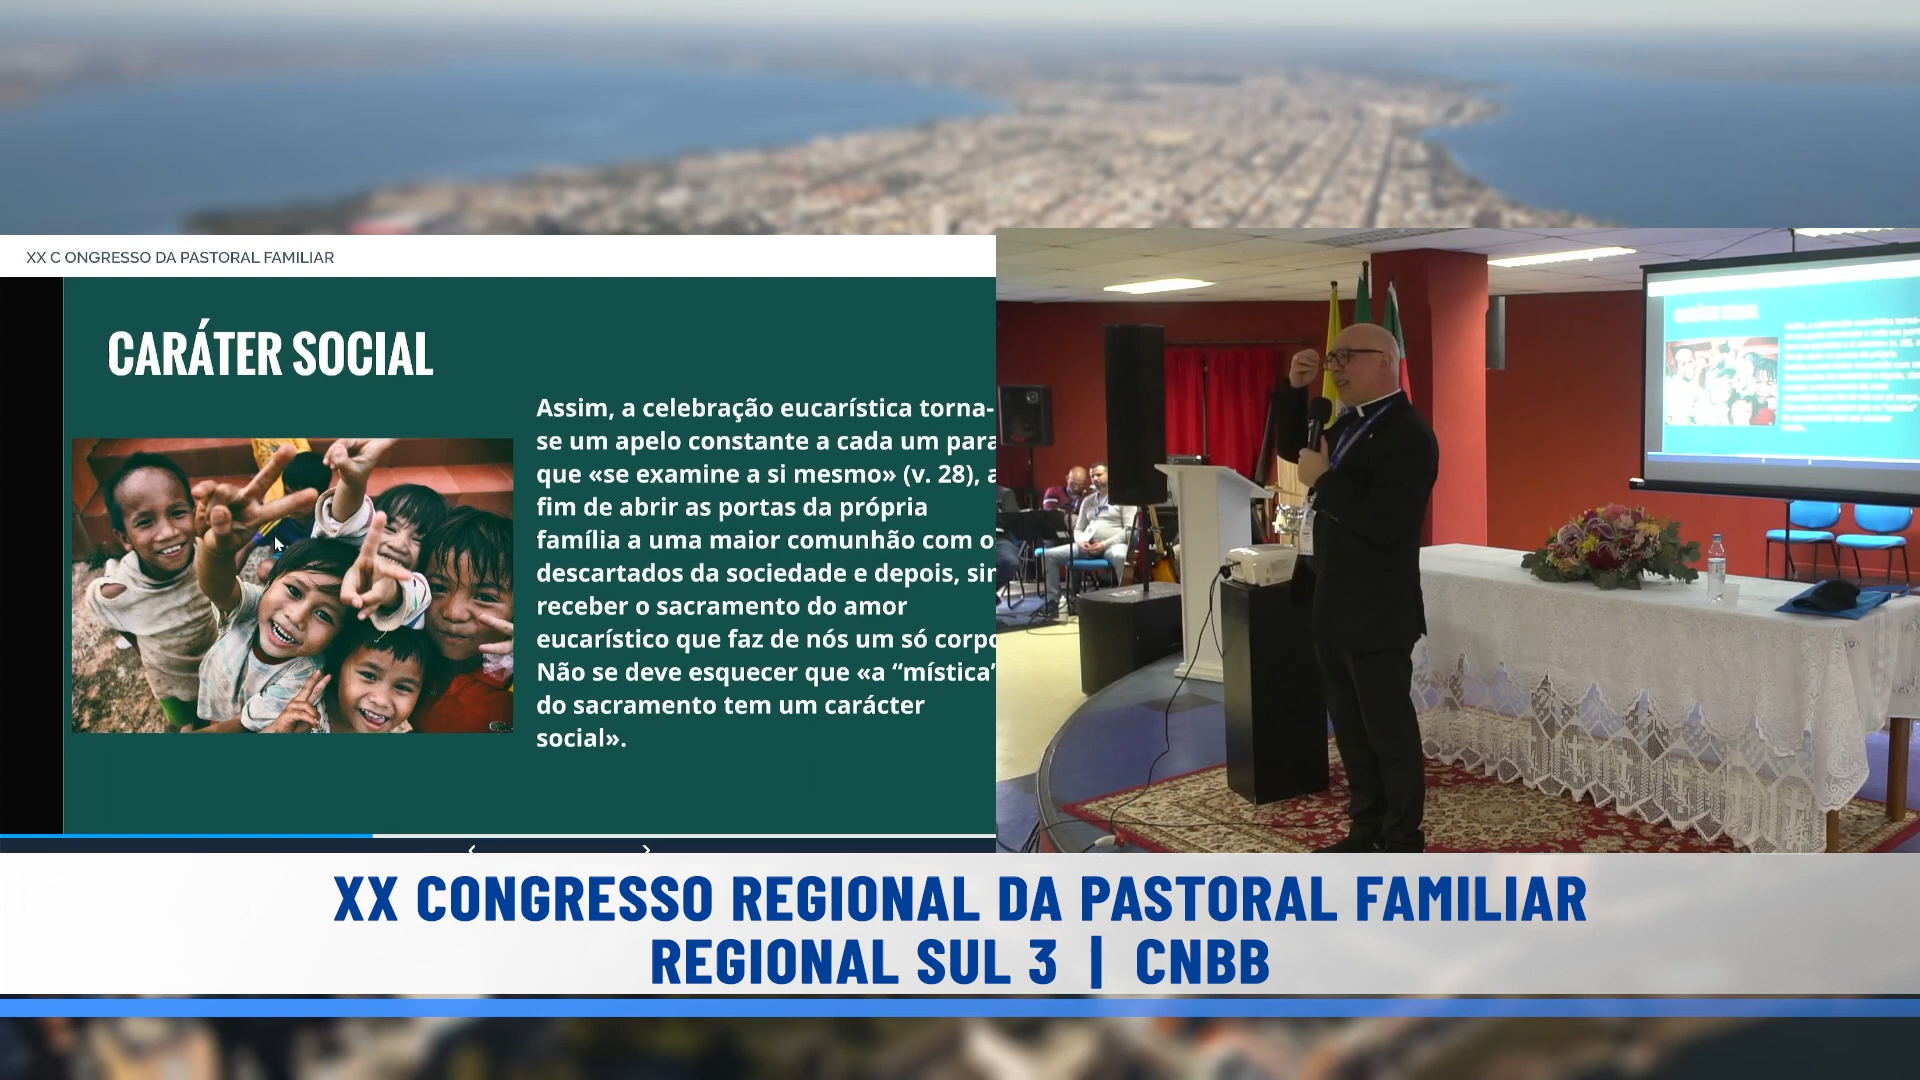 XX C ONGRESSO DA PASTORAL FAMILIAR
CARÁTER SOCIAL
Assim, a celebração eucarística torna-
se um apelo constante a cada um para
que «se examine a si mesmo» (v. 28), a
fim de abrir as portas da própria
família a uma maior comunhão com o
descartados da sociedade e depois, sim
receber o sacramento do amor
eucarístico que faz de nós um só corpo
Não se deve esquecer que «a “mística”
do sacramento tem um carácter
social».
XX CONGRESSO REGIONAL DA PASTORAL FAMILIAR
REGIONAL SUL 3 | CNBB